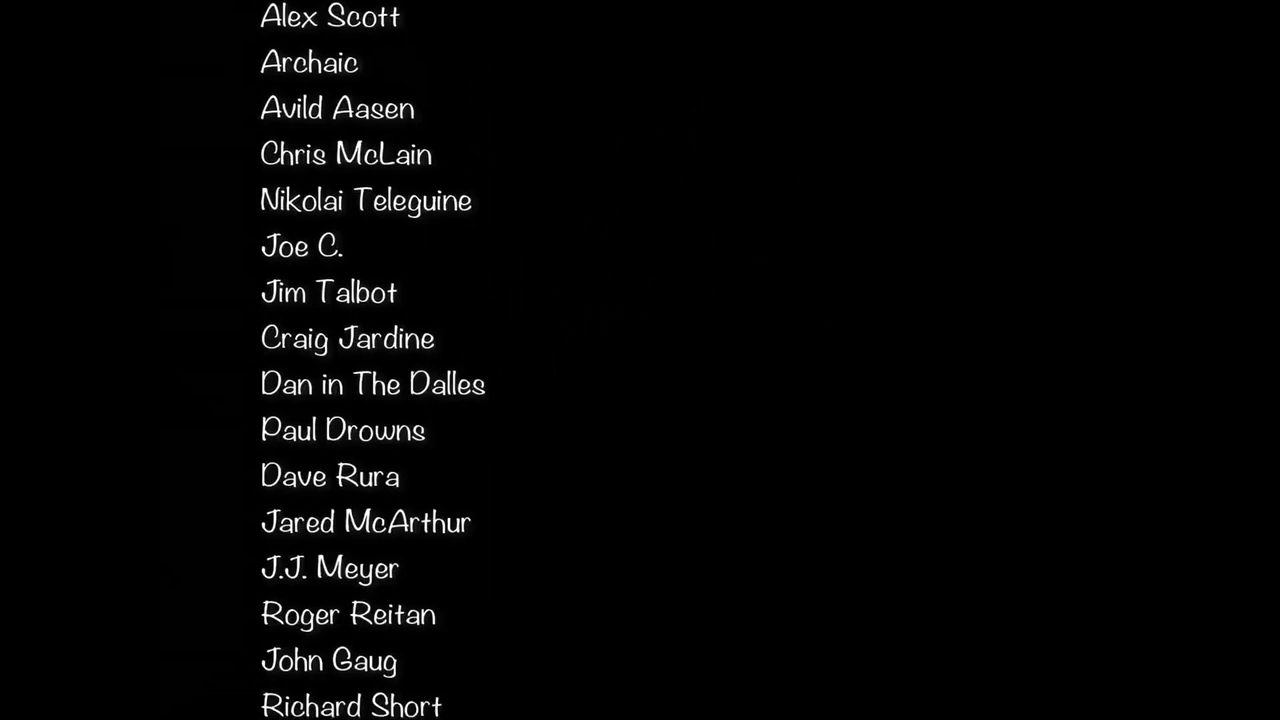 Alex Scott
Archaic
Avild Aasen
Chris McLain
Nikolai Teleguine
Joe C.
Jim Talbot
Craig Jardine
Dan in The Dalles
Paul Drowns
Dave Rura
Jared McArthur
J.J. Meyer
Roger Reitan
John Gaug
Richard Short